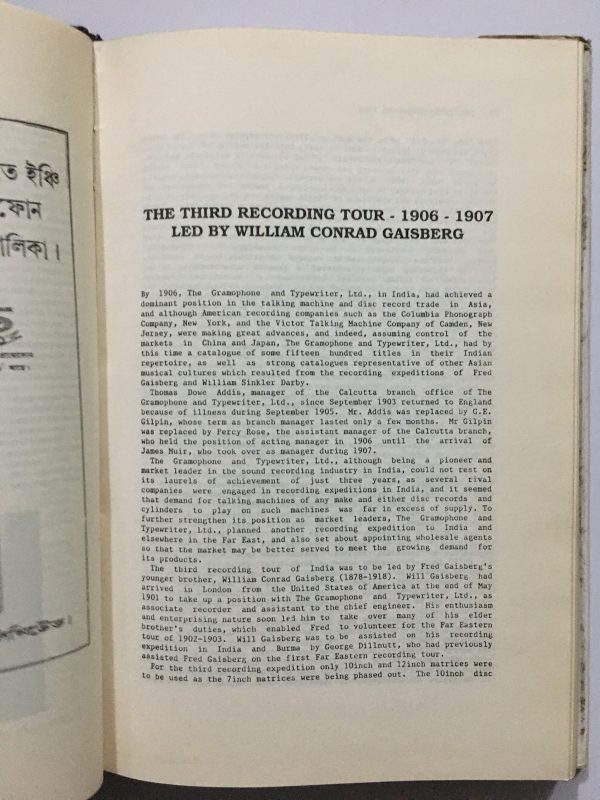 ত ইঞ্চি
ফোন
ালিকা।
THE THIRD RECORDING TOUR - 1906 - 1907
LED BY WILLIAM CONRAD GAISBERG
By 1906, The Gramophone and Typewriter, Ltd., in India, had achieved a
dominant position in the talking machine and disc record trade in Asia,
and although American recording companies such as the Columbia Phonograph
Company, New York, and the Victor Talking Machine Company of Camden, New
Jersey, were making great advances, and indeed, assuming control of the
markets in China and Japan, The Gramophone and Typewriter, Ltd., had by
this time a catalogue of some fifteen hundred titles in their Indian
repertoire, as well as strong catalogues representative of other Asian
musical cultures which resulted from the recording expeditions of Fred
Gaisberg and William Sinkler Darby.
Thomas Dowe Addis, manager of the Calcutta branch office of The
Gramophone and Typewriter, Ltd., since September 1903 returned to England
because of illness during September 1905. Mr. Addis was replaced by G.E.
Gilpin, whose term as branch manager lasted only a few months. Mr Gilpin
was replaced by Percy Rose, the assistant manager of the Calcutta branch,
who held the position of acting manager in 1906 until the arrival of
James Muir, who took over as manager during 1907.
The Gramophone and Typewriter, Ltd., although being a pioneer and
market leader in the sound recording industry in India, could not rest on
its laurels of achievement of just three years, as several rival
companies were engaged in recording expeditions in India, and it seemed
that demand for talking machines of any make and either disc records and
cylinders to play on such machines was far in excess of supply. To
further strengthen its position as market leaders, The Gramophone and
Typewriter, Ltd., planned another recording expedition to India and
elsewhere in the Far East, and also set about appointing wholesale agents
so that the market may be better served to meet the growing demand for
its products.
The third recording tour of India was to be led by Fred Gaisberg's
younger brother, William Conrad Gaisberg (1878-1918). Will Gaisberg had
arrived in London from the United States of America at the end of May
1901 to take up a position with The Gramophone and Typewriter, Ltd., as
associate recorder and assistant to the chief engineer. His enthusiasm
and enterprising nature soon led him to take over many of his elder
brother's duties, which enabled Fred to volunteer for the Far Eastern
tour of 1902-1903. Will Gaisberg was to be assisted on his recording
expedition in India and Burma by George Dillnutt, who had previously
assisted Fred Gaisberg on the first Far Eastern recording tour.
For the third recording expedition only 10inch and 12inch matrices were
to be used as the 7inch matrices were being phased out. The 10inch disc